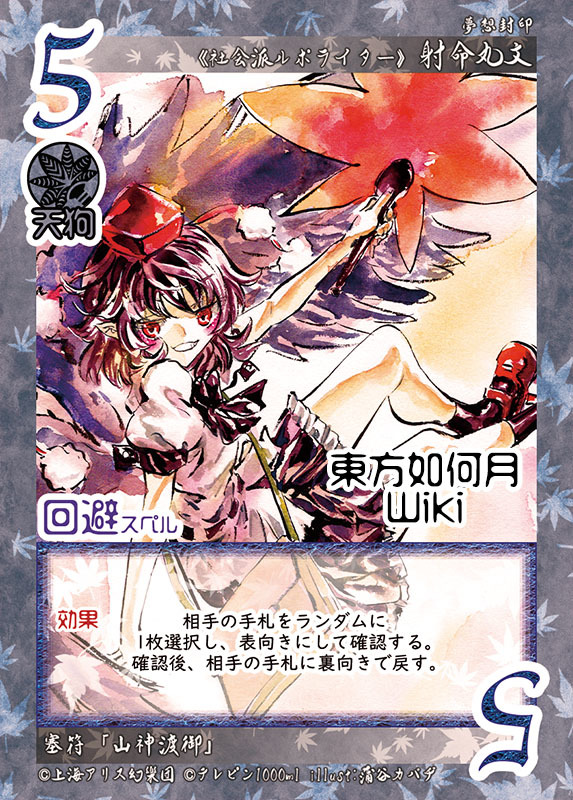 夢想封印
《社会派ルポライター》 射命丸文
5
天狗
東方如何月
Wiki
回避スペル
効果
相手の手札をランダムに
1枚選択し、表向きにして確認する。
確認後、相手の手札に裏向きで戻す。
5
塞符 「山神渡御」
©上海アリス幻樂団 ©テレピン1000ml illust:蒲谷カバヂ